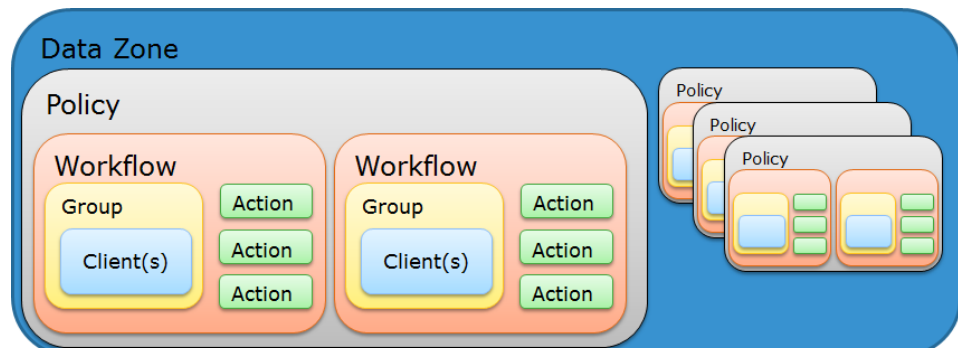 Data Zone
Policy
Workflow
Group
Client(s)
Action
Action
Action
Workflow
Group
Client(s)
Action
Action
Action
Policy
Policy
Policy